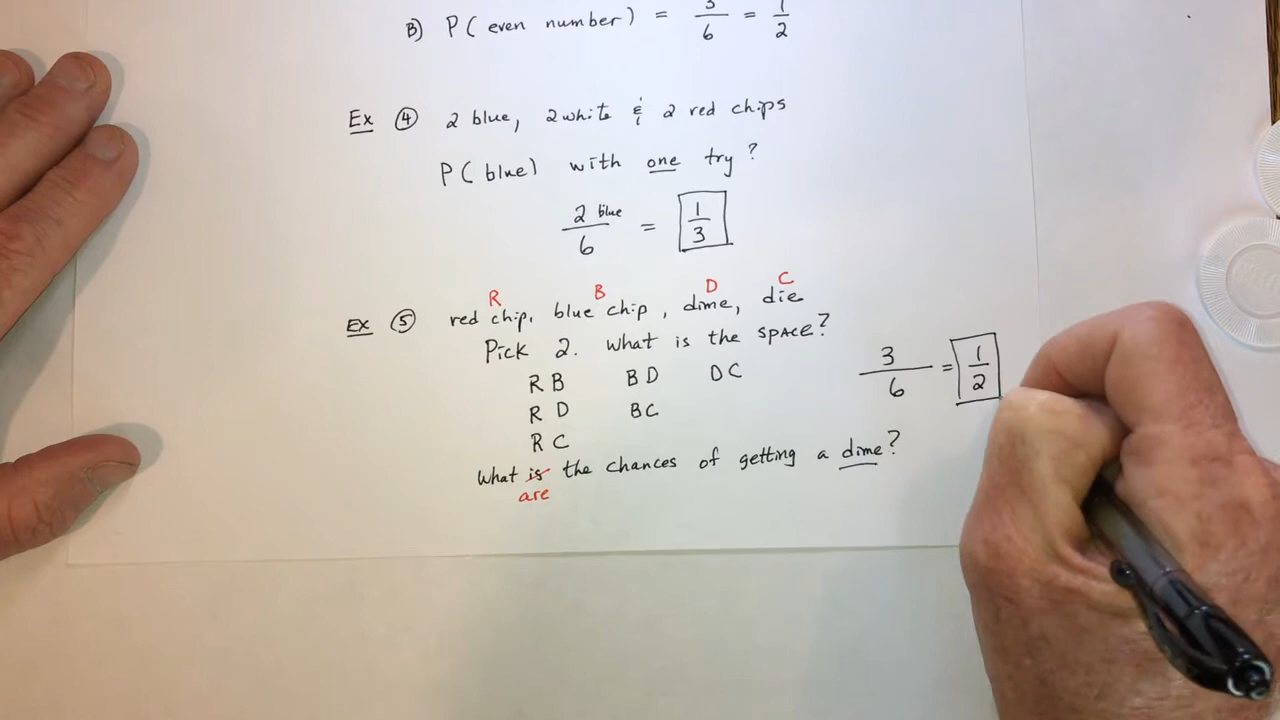 B) P(even number) = 3/6 = 1/2
Ex ④ 2 blue, 2 white & 2 red chips
P(blue) with one try?
2 blue/6 = 1/3
R B D C
Ex ⑤ red chip, blue chip, dime, die
Pick 2. What is the space?
RB BD DC 3/6 = 1/2
RD BC
RC
What is the chances of getting a dime?
are